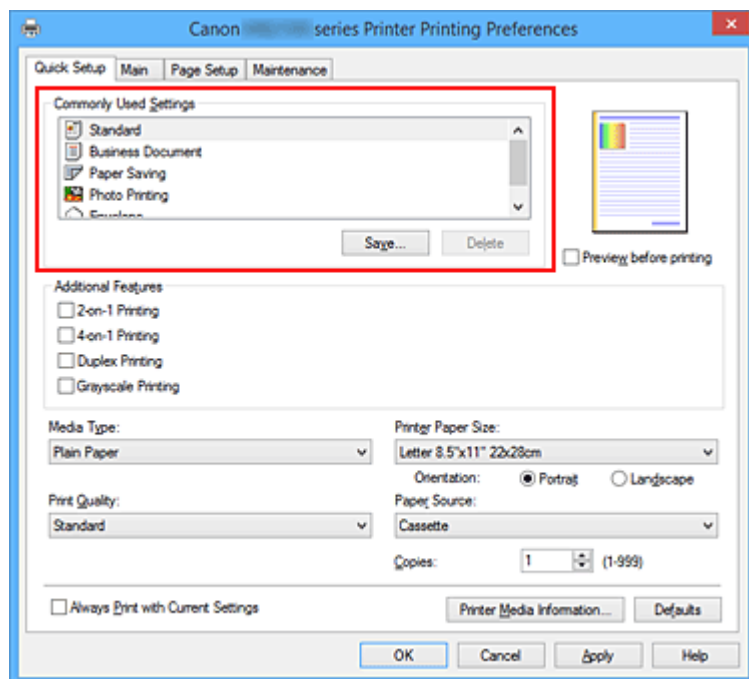 Canon series Printer Printing Preferences
Quick Setup Main Page Setup Maintenance
Commonly Used Settings
Standard
Business Document
Paper Saving
Photo Printing
Save... Delete
Preview before printing
Additional Features
2-on-1 Printing
4-on-1 Printing
Duplex Printing
Grayscale Printing
Media Type:
Plain Paper
Printer Paper Size:
Letter 8.5"x11" 22x28cm
Orientation: Portrait Landscape
Print Quality:
Standard
Paper Source:
Cassette
Copies: 1 (1-999)
Always Print with Current Settings
Printer Media Information... Defaults
OK Cancel Apply Help